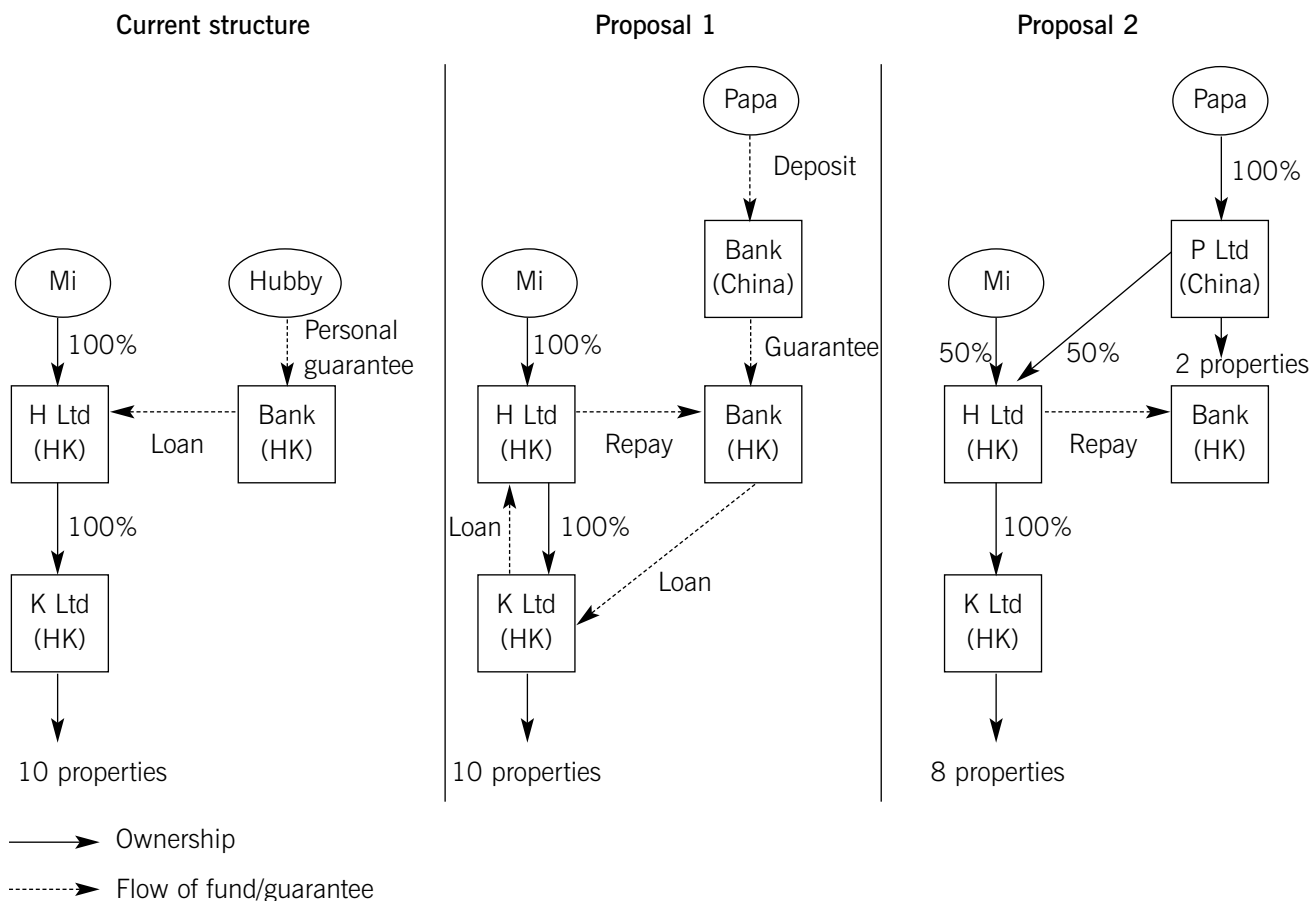 Current structure
Mi
Hubby
100%
Personal
guarantee
H Ltd
(HK)
Loan
Bank
(HK)
100%
K Ltd
(HK)
10 properties
Proposal 1
Papa
Deposit
Bank
(China)
Mi
100%
Guarantee
H Ltd
(HK)
Repay
Bank
(HK)
Loan
100%
Loan
K Ltd
(HK)
10 properties
Proposal 2
Papa
100%
P Ltd
(China)
Mi
50%
50%
2 properties
H Ltd
(HK)
Repay
Bank
(HK)
100%
K Ltd
(HK)
8 properties
Ownership
Flow of fund/guarantee